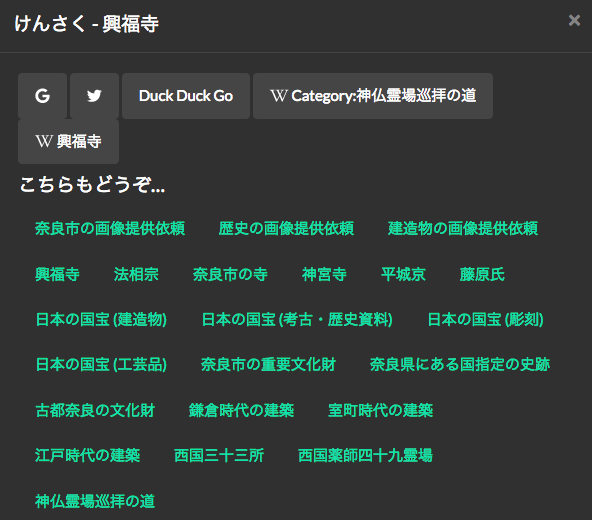 けんさく - 興福寺 ×
G Duck Duck Go W Category:神仏霊場巡拝の道
W 興福寺
こちらもどうぞ...
奈良市の画像提供依頼 歴史の画像提供依頼 建造物の画像提供依頼
興福寺 法相宗 奈良市の寺 神宮寺 平城京 藤原氏
日本の国宝 (建造物) 日本の国宝 (考古・歴史資料) 日本の国宝 (彫刻)
日本の国宝 (工芸品) 奈良市の重要文化財 奈良県にある国指定の史跡
古都奈良の文化財 鎌倉時代の建築 室町時代の建築
江戸時代の建築 西国三十三所 西国薬師四十九霊場
神仏霊場巡拝の道